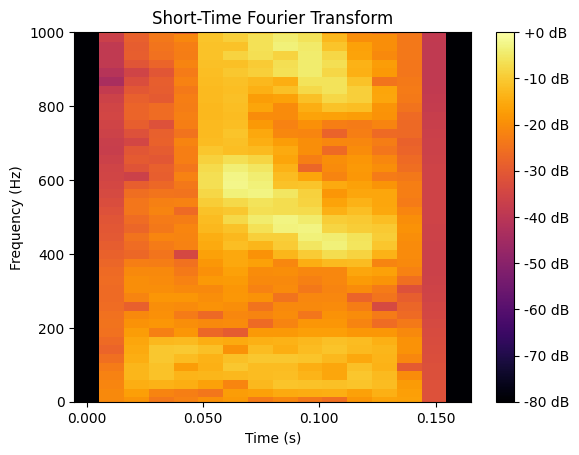 Short-Time Fourier Transform
1000
800
600
400
200
0
Frequency (Hz)
0.000
0.050
0.100
0.150
Time (s)
+0 dB
-10 dB
-20 dB
-30 dB
-40 dB
-50 dB
-60 dB
-70 dB
-80 dB